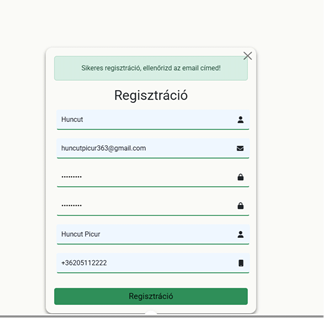 Sikeres regisztráció, ellenőrizd az email címed!
Regisztráció
Huncut
huncutpicur363@gmail.com
•••••••••
•••••••••
Huncut Picur
+36205112222
Regisztráció